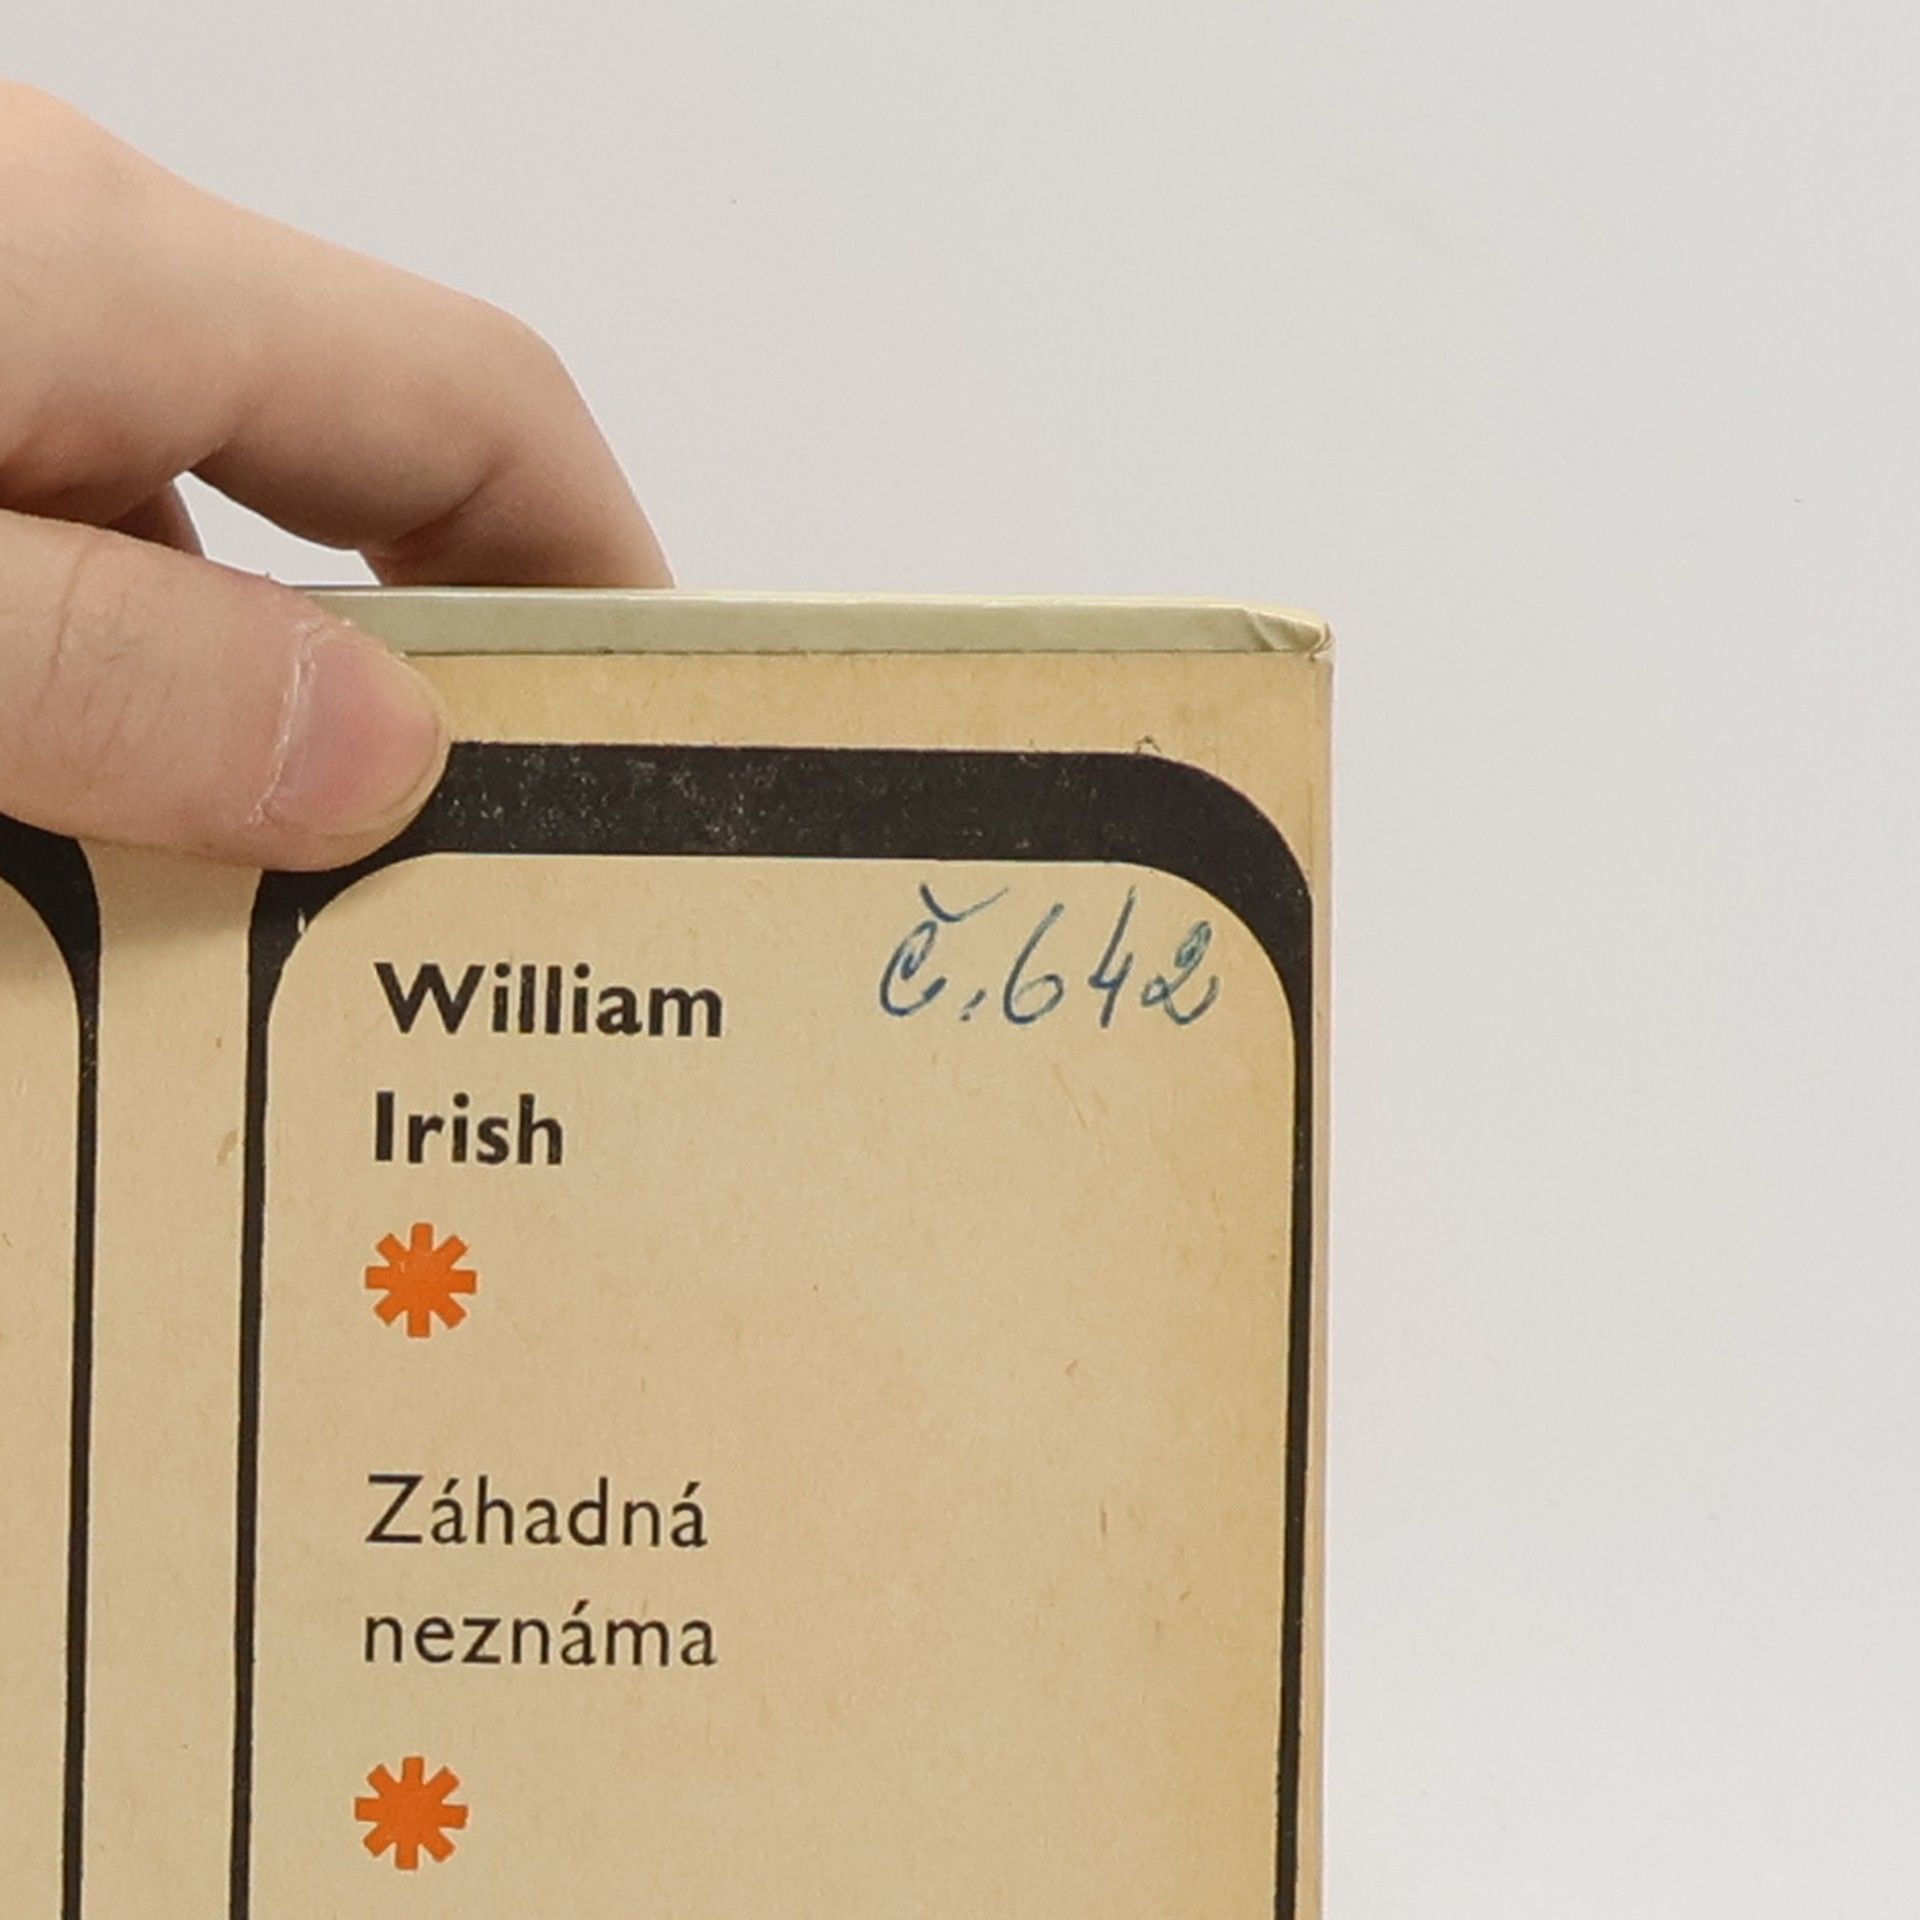 č. 642
William
Irish
Záhadná
neznáma